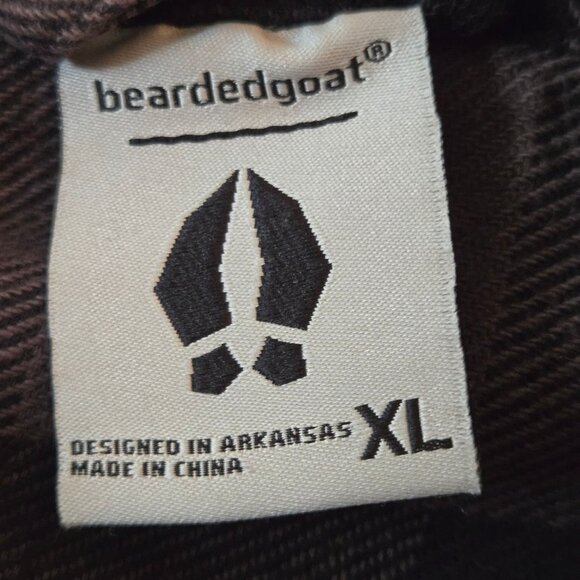 beardedgoat®
DESIGNED IN ARKANSAS XL
MADE IN CHINA